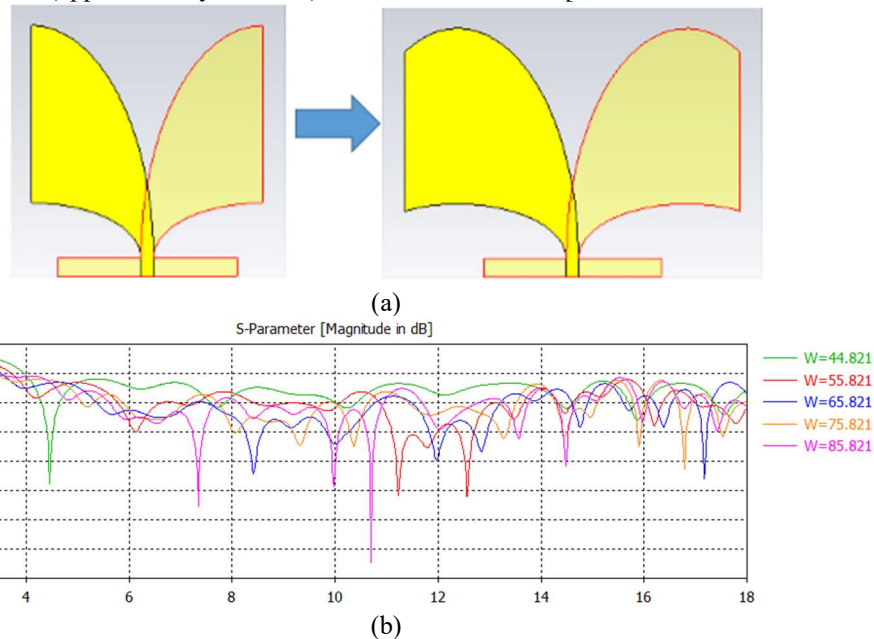 (a)
S-Parameter [Magnitude in dB]
W=44.821
W=55.821
W=65.821
W=75.821
W=85.821
4 6 8 10 12 14 16 18
(b)